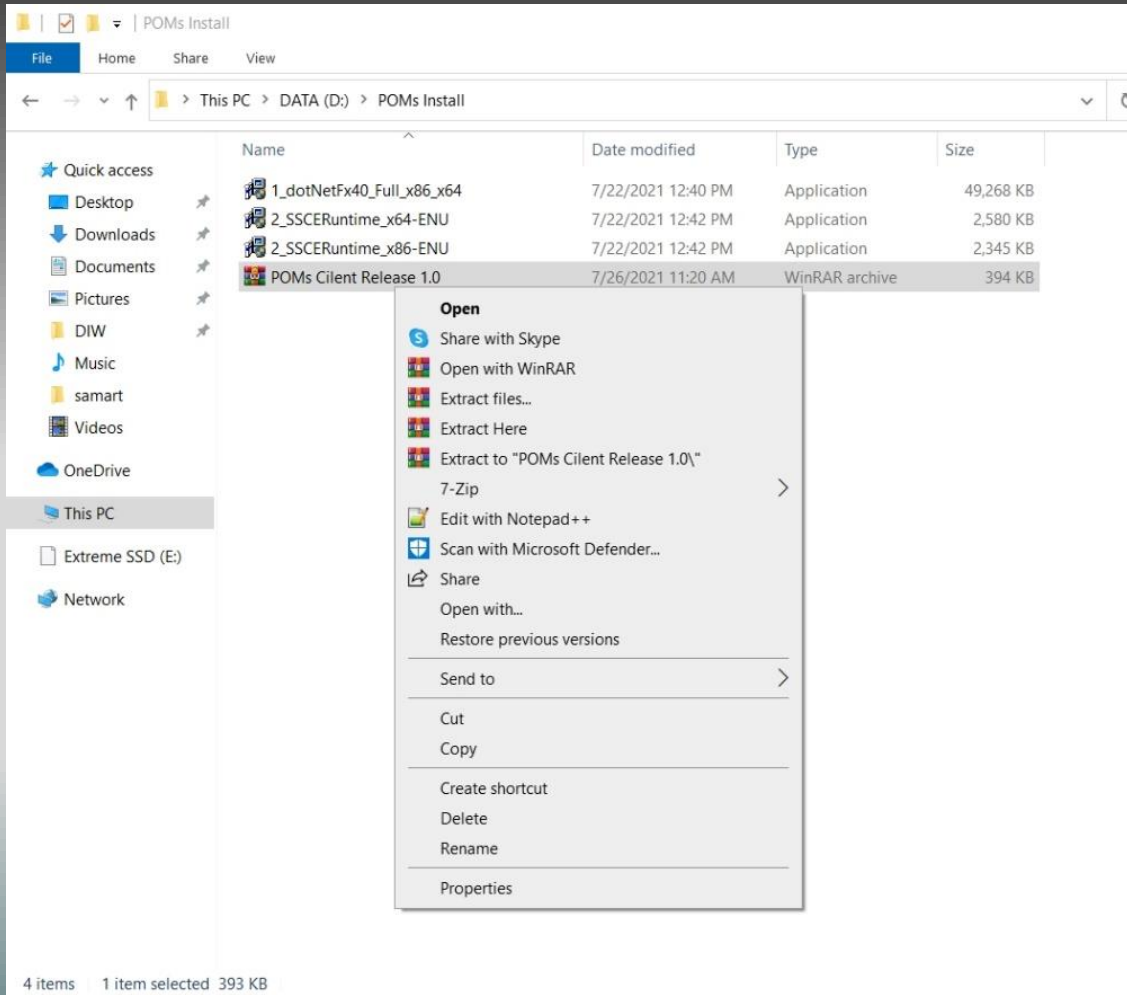 POMs Install
File Home Share View
This PC > DATA (D:) > POMs Install
Name Date modified Type Size
Quick access
Desktop
Downloads
Documents
Pictures
DIW
Music
samart
Videos
OneDrive
This PC
Extreme SSD (E:)
Network
1_dotNetFx40_Full_x86_x64 7/22/2021 12:40 PM Application 49,268 KB
2_SSCERuntime_x64-ENU 7/22/2021 12:42 PM Application 2,580 KB
2_SSCERuntime_x86-ENU 7/22/2021 12:42 PM Application 2,345 KB
POMs Cilent Release 1.0 7/26/2021 11:20 AM WinRAR archive 394 KB
Open
Share with Skype
Open with WinRAR
Extract files...
Extract Here
Extract to "POMs Cilent Release 1.0\"
7-Zip
Edit with Notepad++
Scan with Microsoft Defender...
Share
Open with...
Restore previous versions
Send to
Cut
Copy
Create shortcut
Delete
Rename
Properties
4 items 1 item selected 393 KB